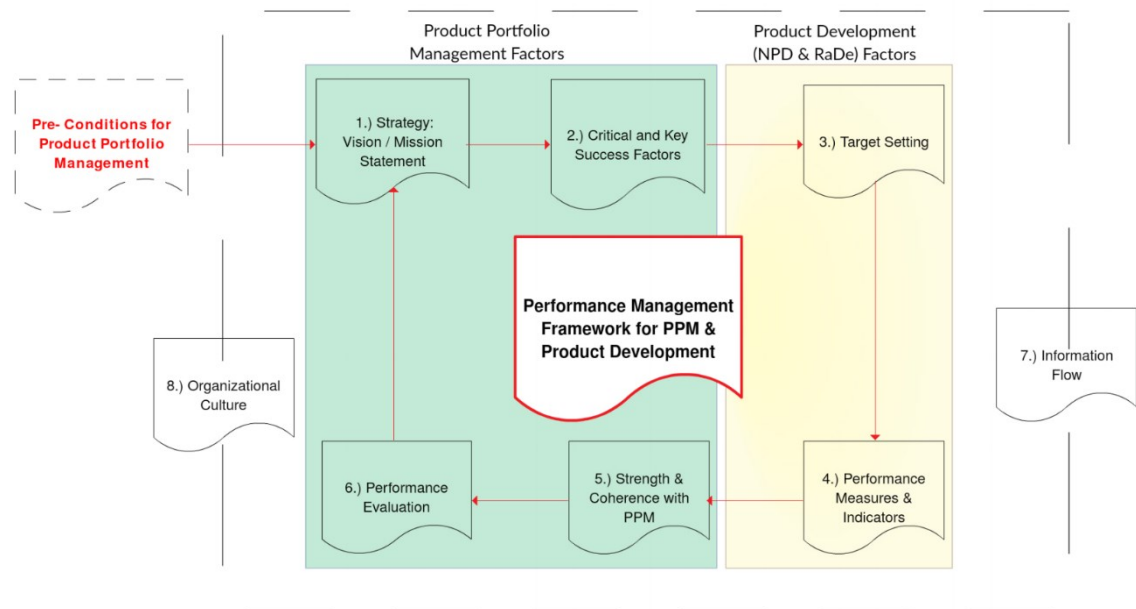 Product Portfolio
Management Factors
Product Development
(NPD & RaDe) Factors
Pre- Conditions for
Product Portfolio
Management
1.) Strategy:
Vision / Mission
Statement
2.) Critical and Key
Success Factors
3.) Target Setting
Performance Management
Framework for PPM &
Product Development
8.) Organizational
Culture
7.) Information
Flow
6.) Performance
Evaluation
5.) Strength &
Coherence with
PPM
4.) Performance
Measures &
Indicators